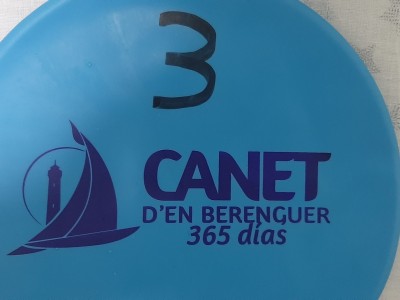 3
CANET
D'EN BERENGUER
365 días